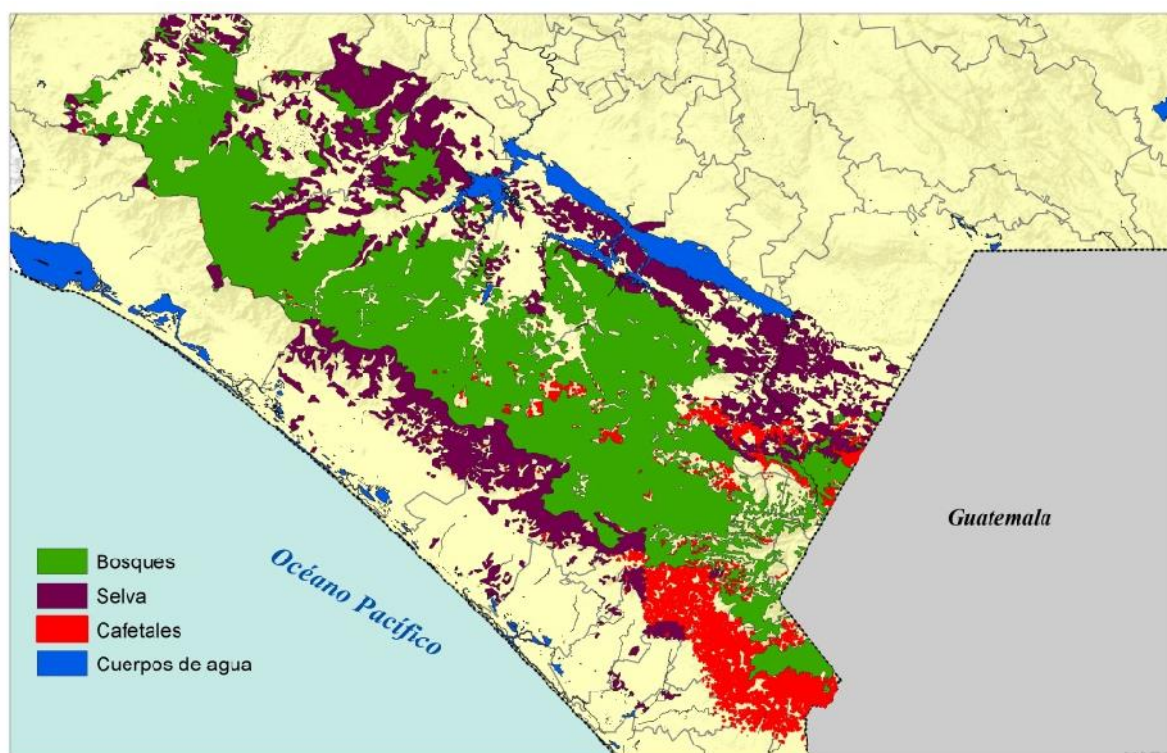 Guatemala
Océano Pacífico
Bosques
Selva
Cafetales
Cuerpos de agua